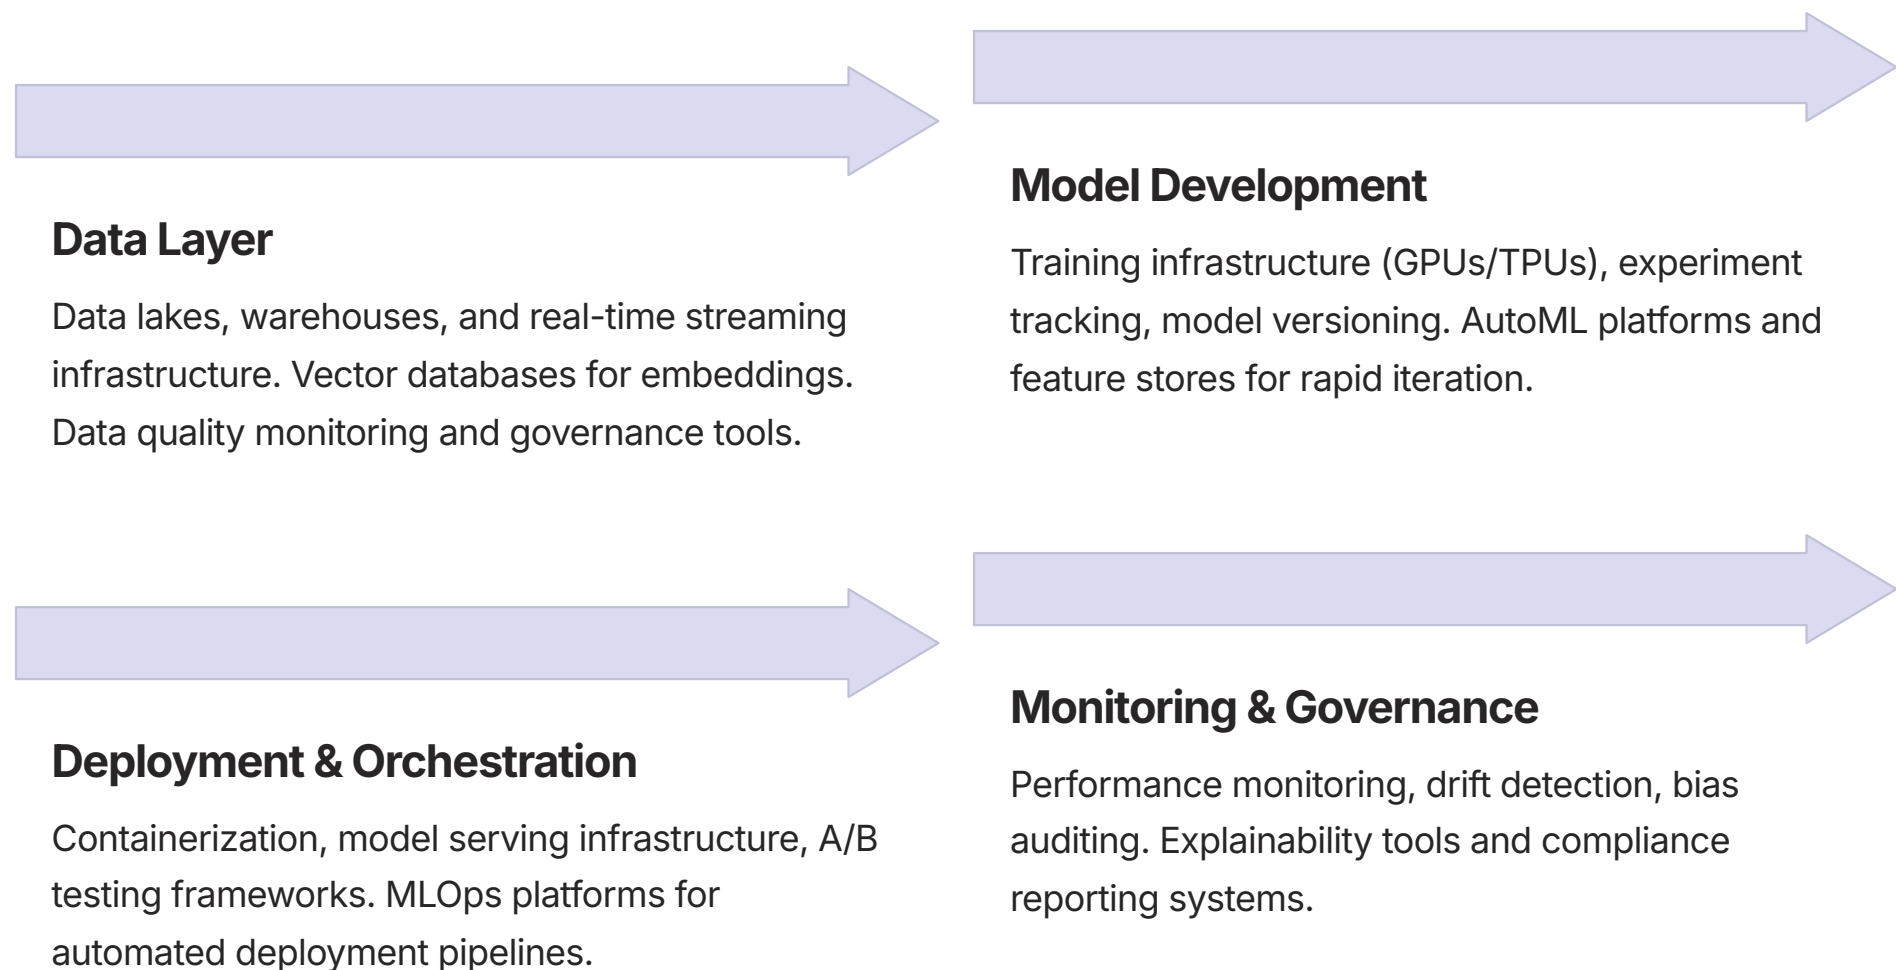 Data Layer
Data lakes, warehouses, and real-time streaming
infrastructure. Vector databases for embeddings.
Data quality monitoring and governance tools.
Model Development
Training infrastructure (GPUs/TPUs), experiment
tracking, model versioning. AutoML platforms and
feature stores for rapid iteration.
Deployment & Orchestration
Containerization, model serving infrastructure, A/B
testing frameworks. MLOps platforms for
automated deployment pipelines.
Monitoring & Governance
Performance monitoring, drift detection, bias
auditing. Explainability tools and compliance
reporting systems.